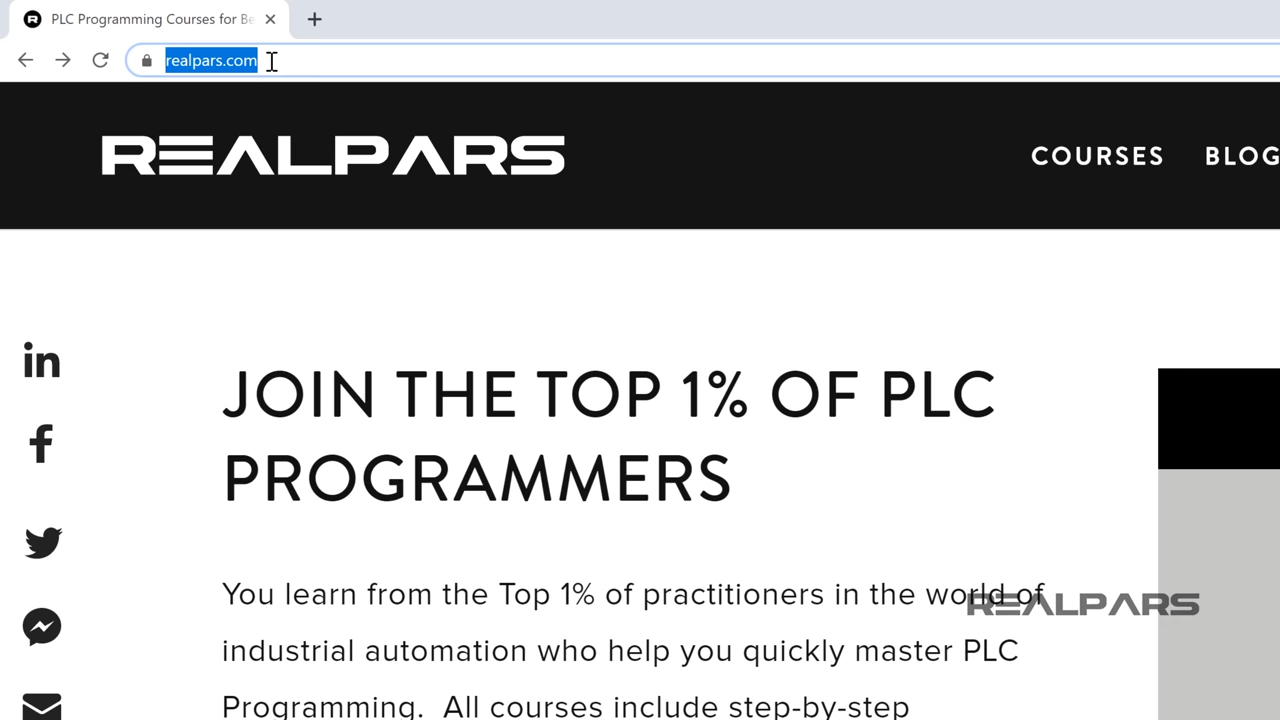 PLC Programming Courses for Be
realpars.com
REALPARS
COURSES BLOG
JOIN THE TOP 1% OF PLC
PROGRAMMERS
You learn from the Top 1% of practitioners in the world of
REALPARS
industrial automation who help you quickly master PLC
Programming. All courses include step-by-step